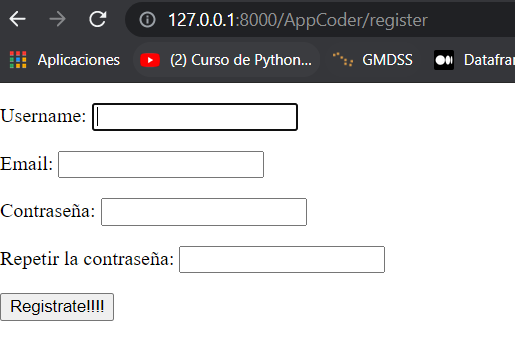 127.0.0.1:8000/AppCoder/register
Aplicaciones (2) Curso de Python... GMDSS Datafran
Username:
Email:
Contraseña:
Repetir la contraseña:
Registrate!!!!